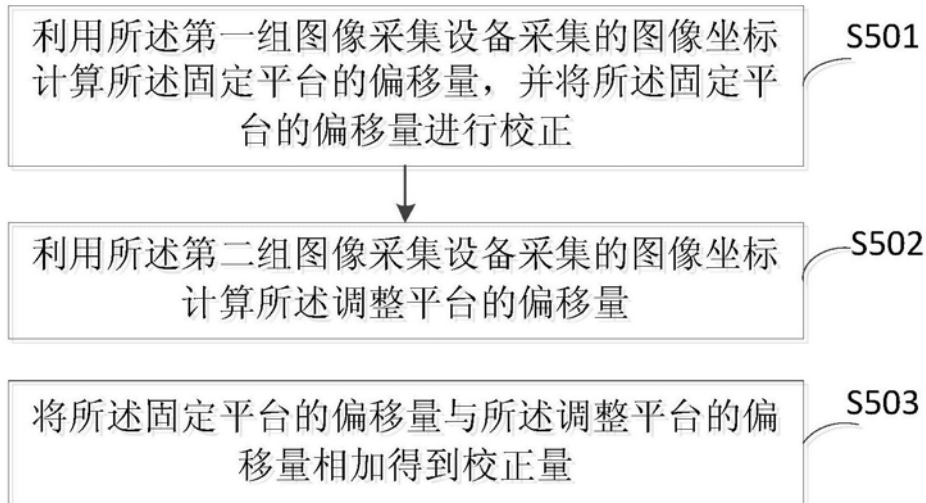 利用所述第一组图像采集设备采集的图像坐标
计算所述固定平台的偏移量，并将所述固定平
台的偏移量进行校正
S501
利用所述第二组图像采集设备采集的图像坐标
计算所述调整平台的偏移量
S502
将所述固定平台的偏移量与所述调整平台的偏
移量相加得到校正量
S503